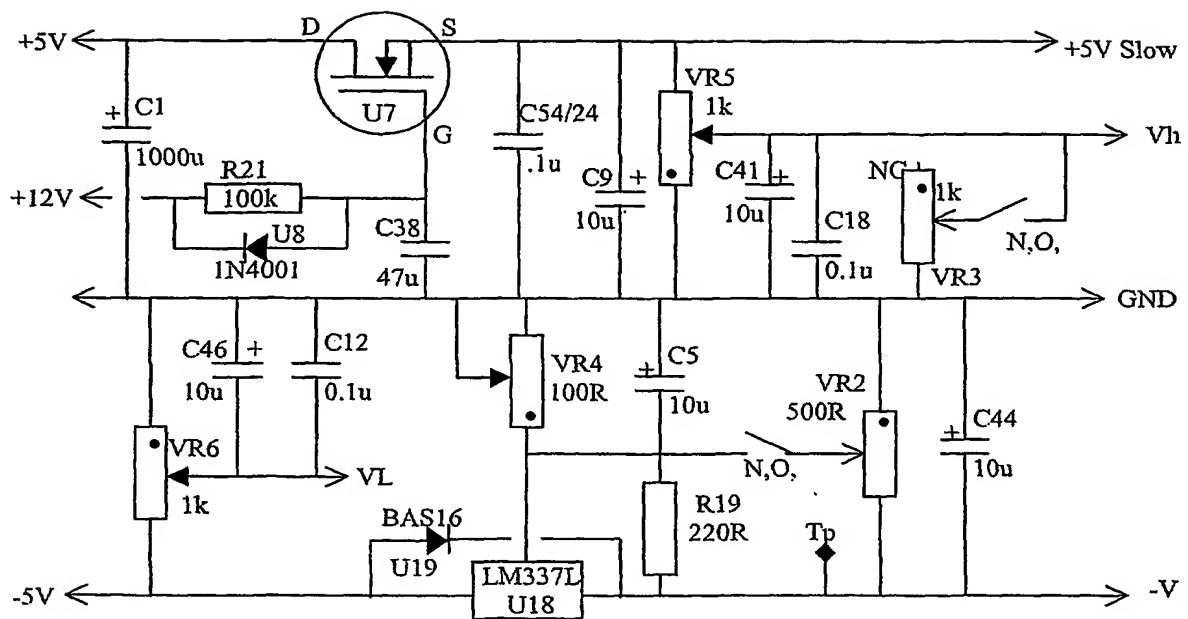 D
S
+5V
+5V Slow
C1
+
1000u
U7
G
C54/24
.1u
VR5
1k
Vh
R21
100k
+12V
U8
1N4001
C38
47u
C9
+
10u
C41
+
10u
C18
0.1u
NC
1k
N,O,
VR3
GND
C46
+
10u
C12
0.1u
VR4
100R
C5
+
10u
VR2
500R
C44
+
10u
VR6
1k
VL
N,O,
BAS16
U19
R19
220R
Tp
-5V
LM337L
U18
-V